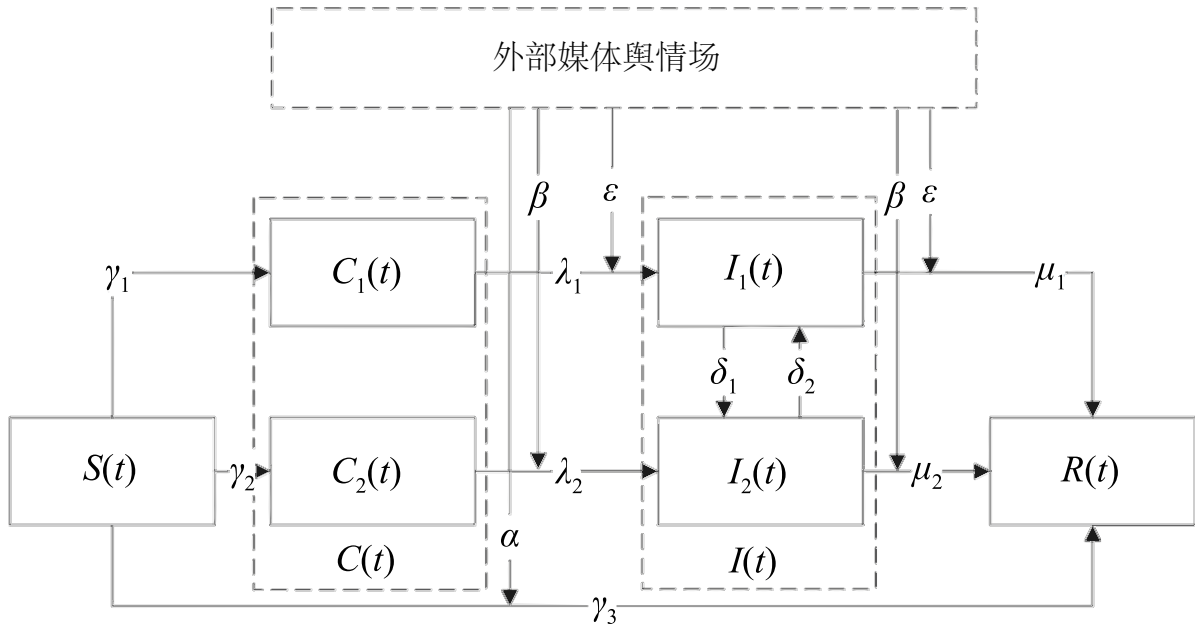 外部媒体舆情场
β ε β ε
γ₁ C₁(t) λ₁ I₁(t) μ₁
δ₁ δ₂
S(t) γ₂ C₂(t) λ₂ I₂(t) μ₂ R(t)
α
C(t) I(t)
γ₃